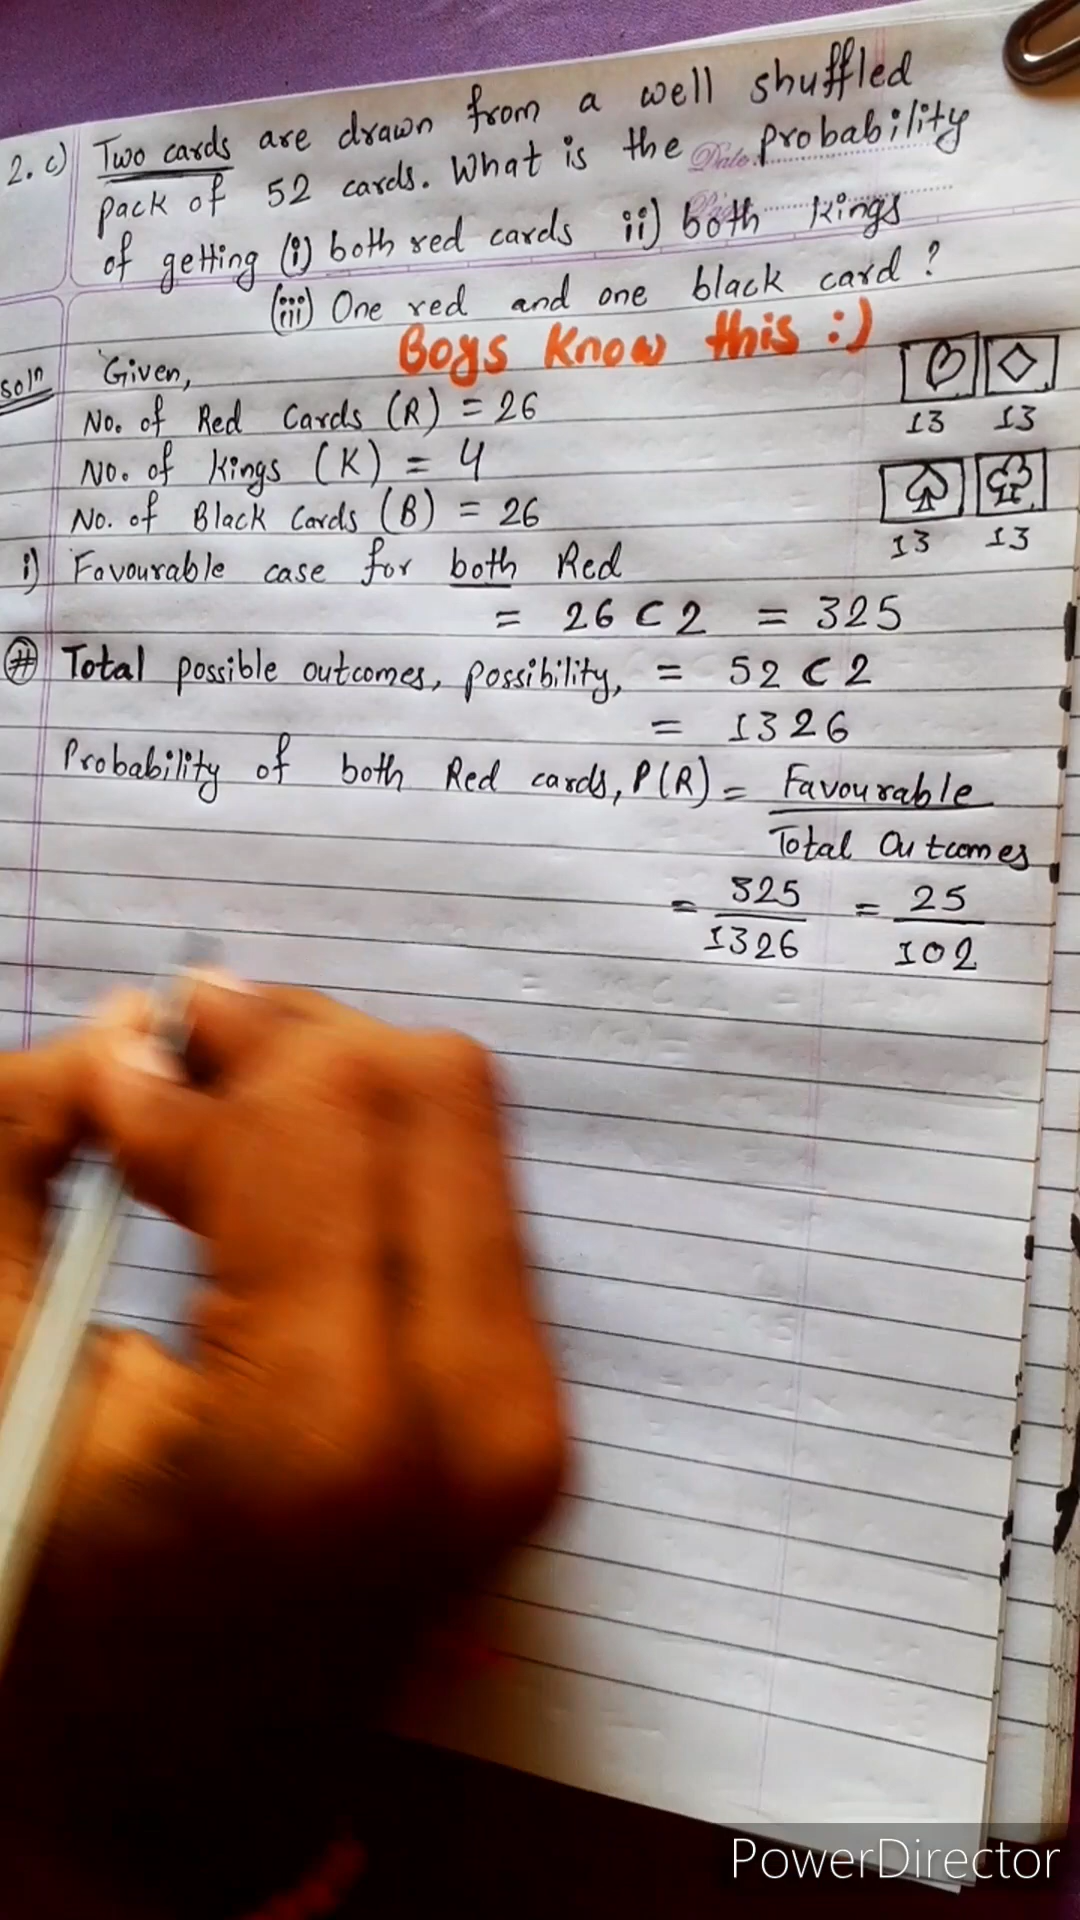 2. c) Two cards are drawn from a well shuffled
pack of 52 cards. What is the probability
Date
of getting (i) both red cards ii) both kings
(iii) One red and one black card ?
Boys Know this :)
soln Given,
No. of Red Cards (R) = 26
13 13
No. of kings (K) = 4
No. of Black Cards (B) = 26
13 13
i) Favourable case for both Red
= 26 C 2 = 325
# Total possible outcomes, possibility, = 52 C 2
= 1326
Probability of both Red cards, P(R) = Favourable
Total Outcomes
= 325 = 25
1326 102
PowerDirector